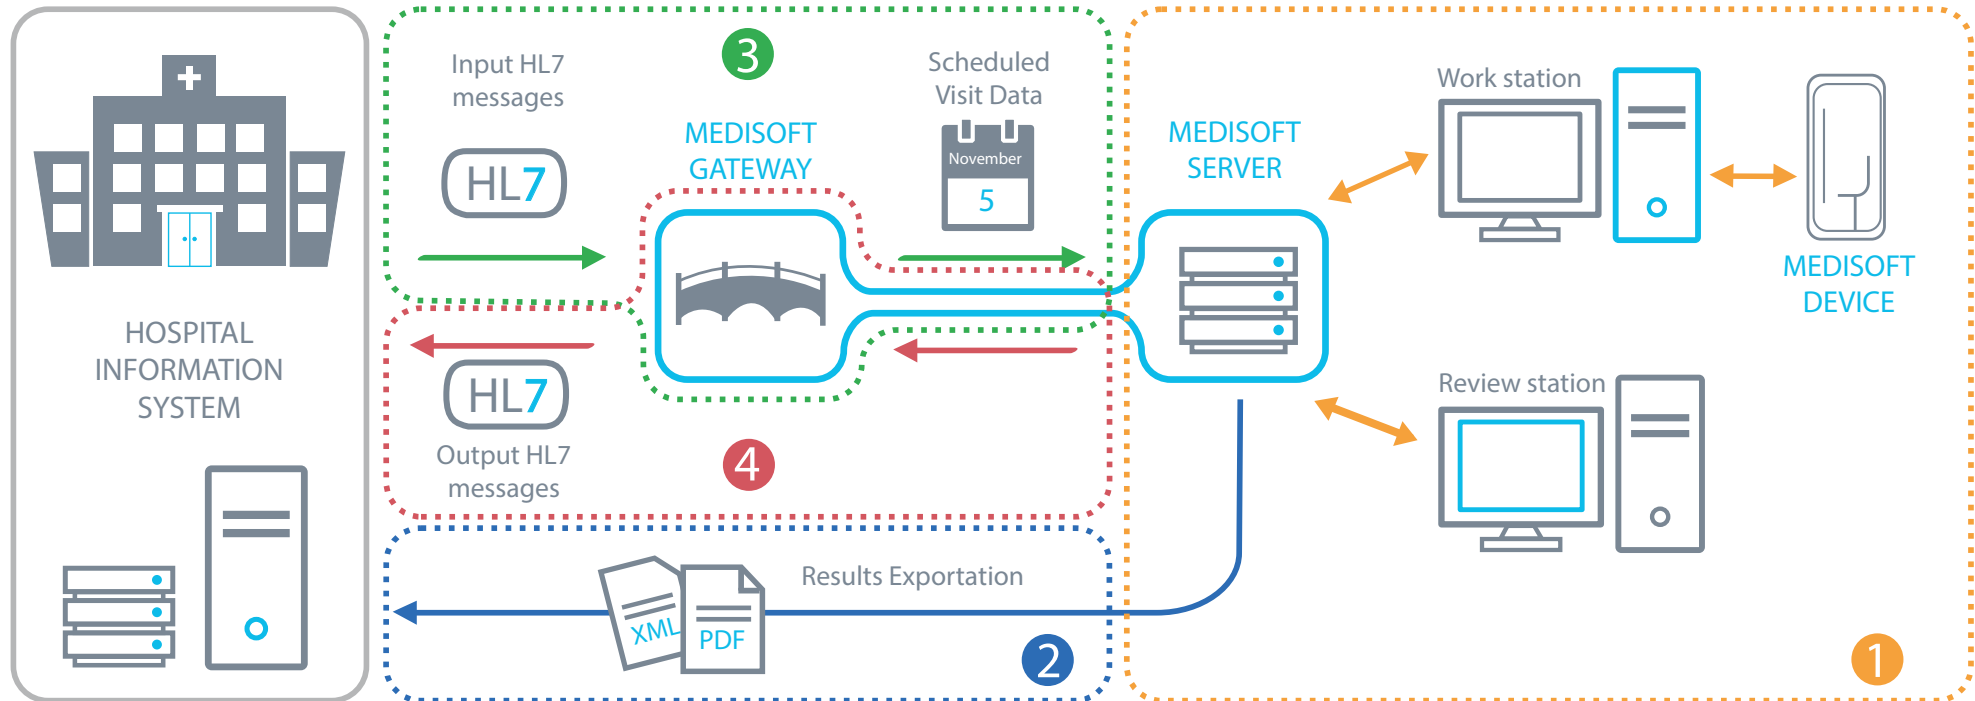 HOSPITAL
INFORMATION
SYSTEM
Input HL7
messages
HL7
3
MEDISOFT
GATEWAY
Scheduled
Visit Data
November
5
HL7
Output HL7
messages
4
XML
PDF
Results Exportation
2
MEDISOFT
SERVER
Work station
MEDISOFT
DEVICE
Review station
1